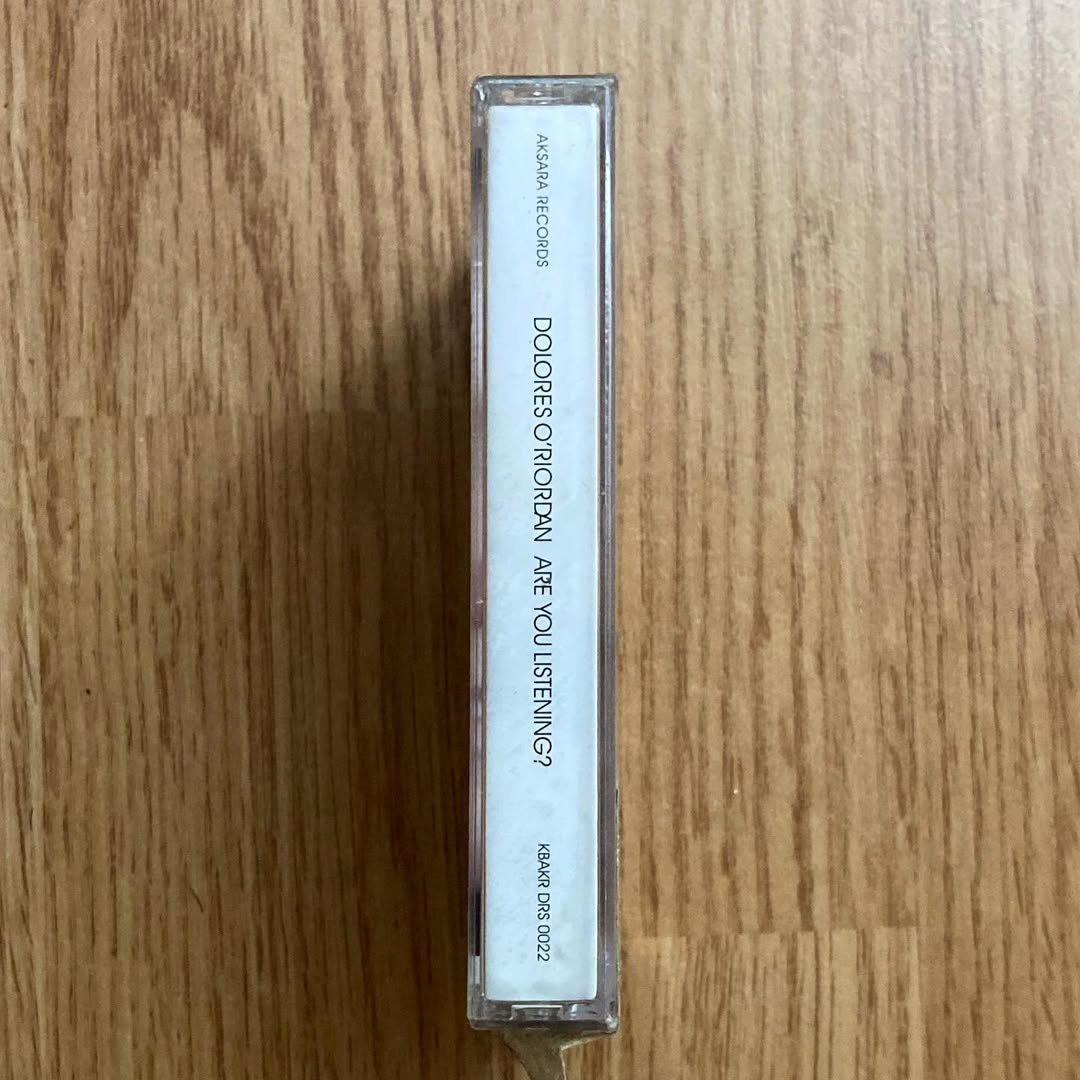 AKSARA RECORDS
DOLORES O'RIORDAN ARE YOU LISTENING?
KBAKR DRS 0022